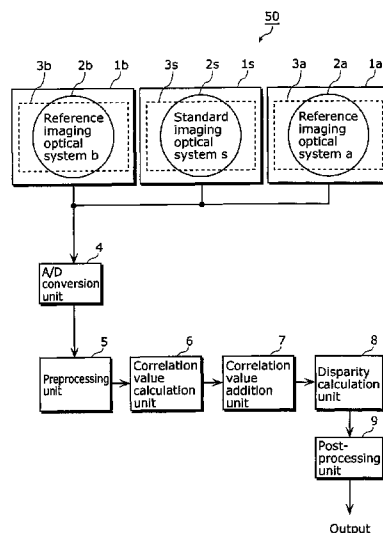 50
3b 2b 1b 3s 2s 1s 3a 2a 1a
Reference
imaging
optical
system b
Standard
imaging
optical
system s
Reference
imaging
optical
system a
4
A/D
conversion
unit
5
Preprocessing
unit
6
Correlation
value
calculation
unit
7
Correlation
value
addition
unit
8
Disparity
calculation
unit
9
Post-
processing
unit
Output